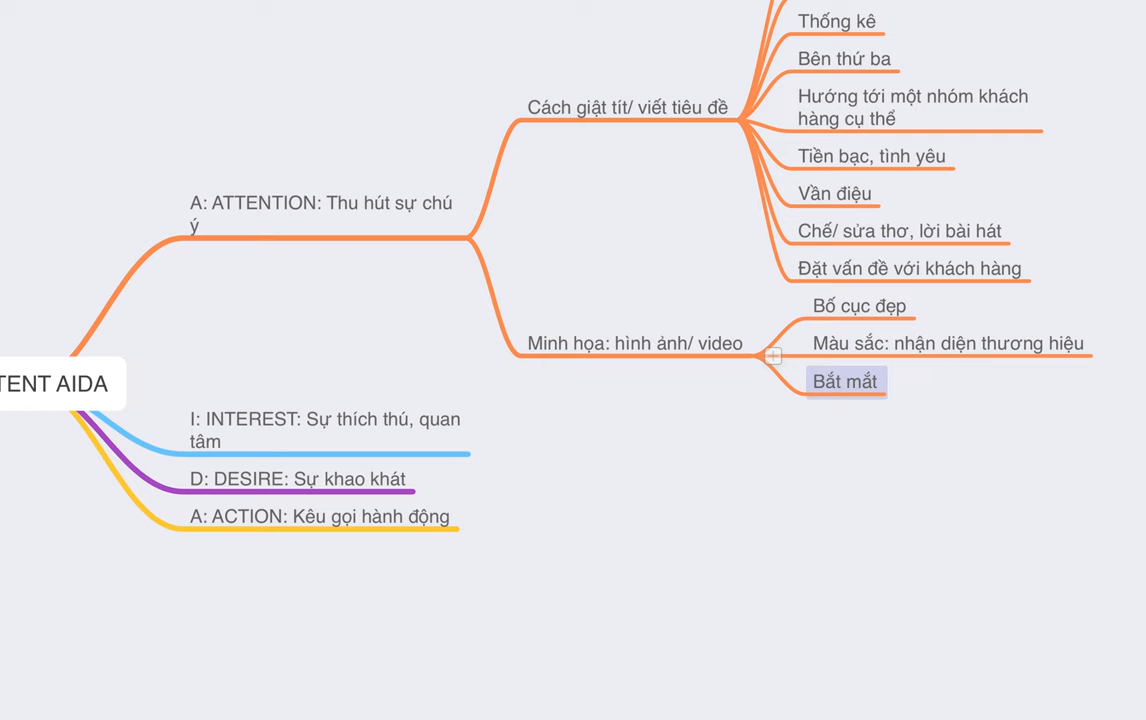 TENT AIDA
A: ATTENTION: Thu hút sự chú
ý
Cách giật tít/ viết tiêu đề
Thống kê
Bên thứ ba
Hướng tới một nhóm khách
hàng cụ thể
Tiền bạc, tình yêu
Vần điệu
Chế/ sửa thơ, lời bài hát
Đặt vấn đề với khách hàng
Minh họa: hình ảnh/ video
Bố cục đẹp
Màu sắc: nhận diện thương hiệu
Bắt mắt
I: INTEREST: Sự thích thú, quan
tâm
D: DESIRE: Sự khao khát
A: ACTION: Kêu gọi hành động